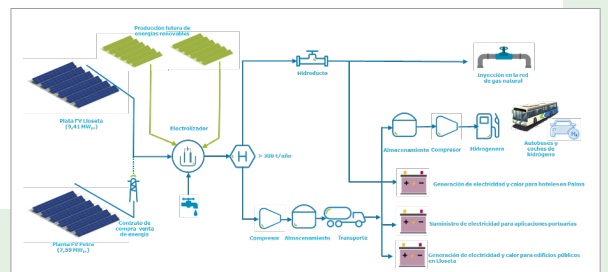 Producción futura de
energías renovables
Planta FV Lloseta
(9,41 MWp)
Electrolizador
Hidroducto
Inyección en la red
de gas natural
> 300 t/año
Almacenamiento
Compresor
Hidrogenera
Autobuses y
coches de
hidrógeno
H₂
Generación de electricidad y calor para hoteles en Palma
Contrato de
compra-venta
de energía
Planta FV Petra
(7,50 MWp)
H
Compresor
Almacenamiento
Transporte
Suministro de electricidad para aplicaciones portuarias
Generación de electricidad y calor para edificios públicos
en Lloseta